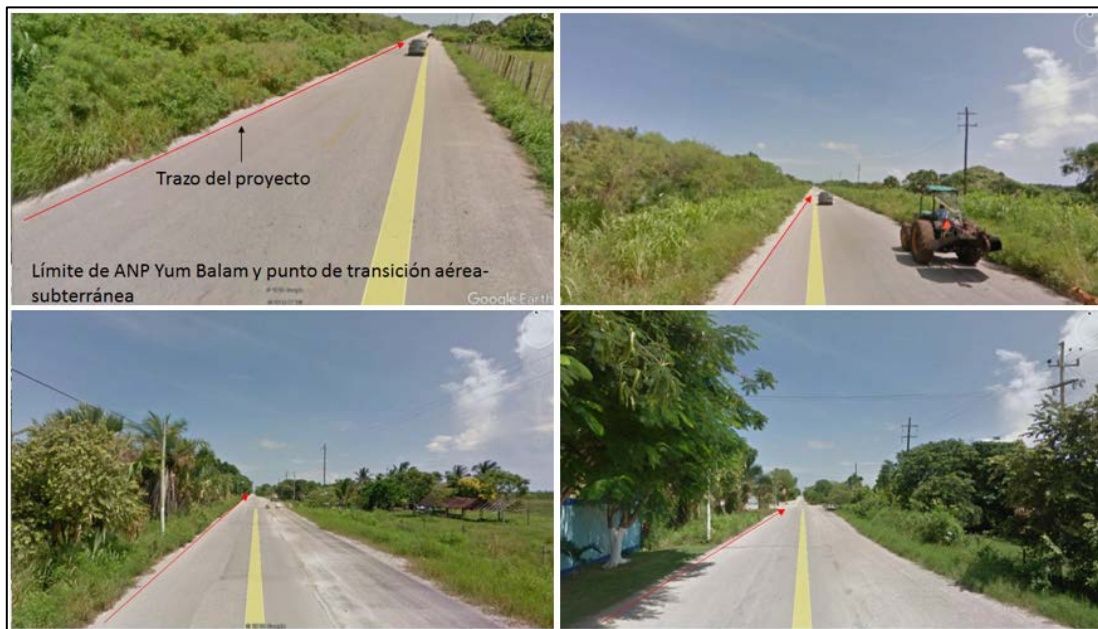 Trazo del proyecto
Límite de ANP Yum Balam y punto de transición aérea-
subterránea
Google Earth